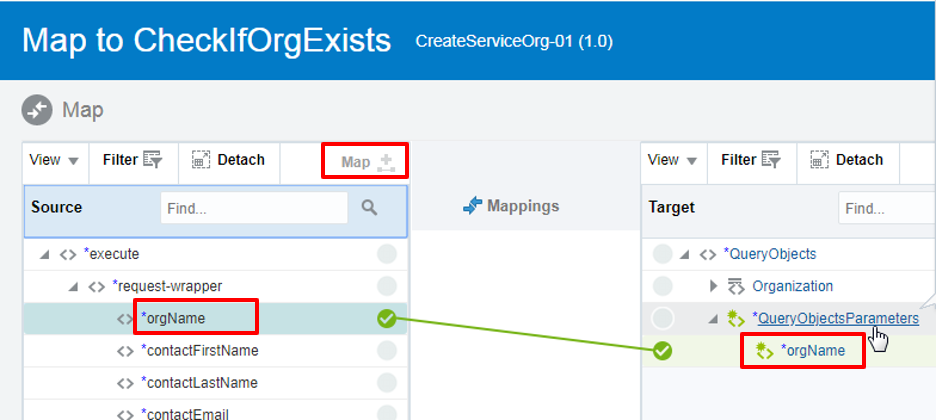 Map to CheckIfOrgExists CreateServiceOrg-01 (1.0)
Map
View Filter Detach Map View Filter Detach
Source Find... Mappings Target Find...
*execute *QueryObjects
*request-wrapper Organization
*orgName *QueryObjectsParameters
*contactFirstName *orgName
*contactLastName
*contactEmail